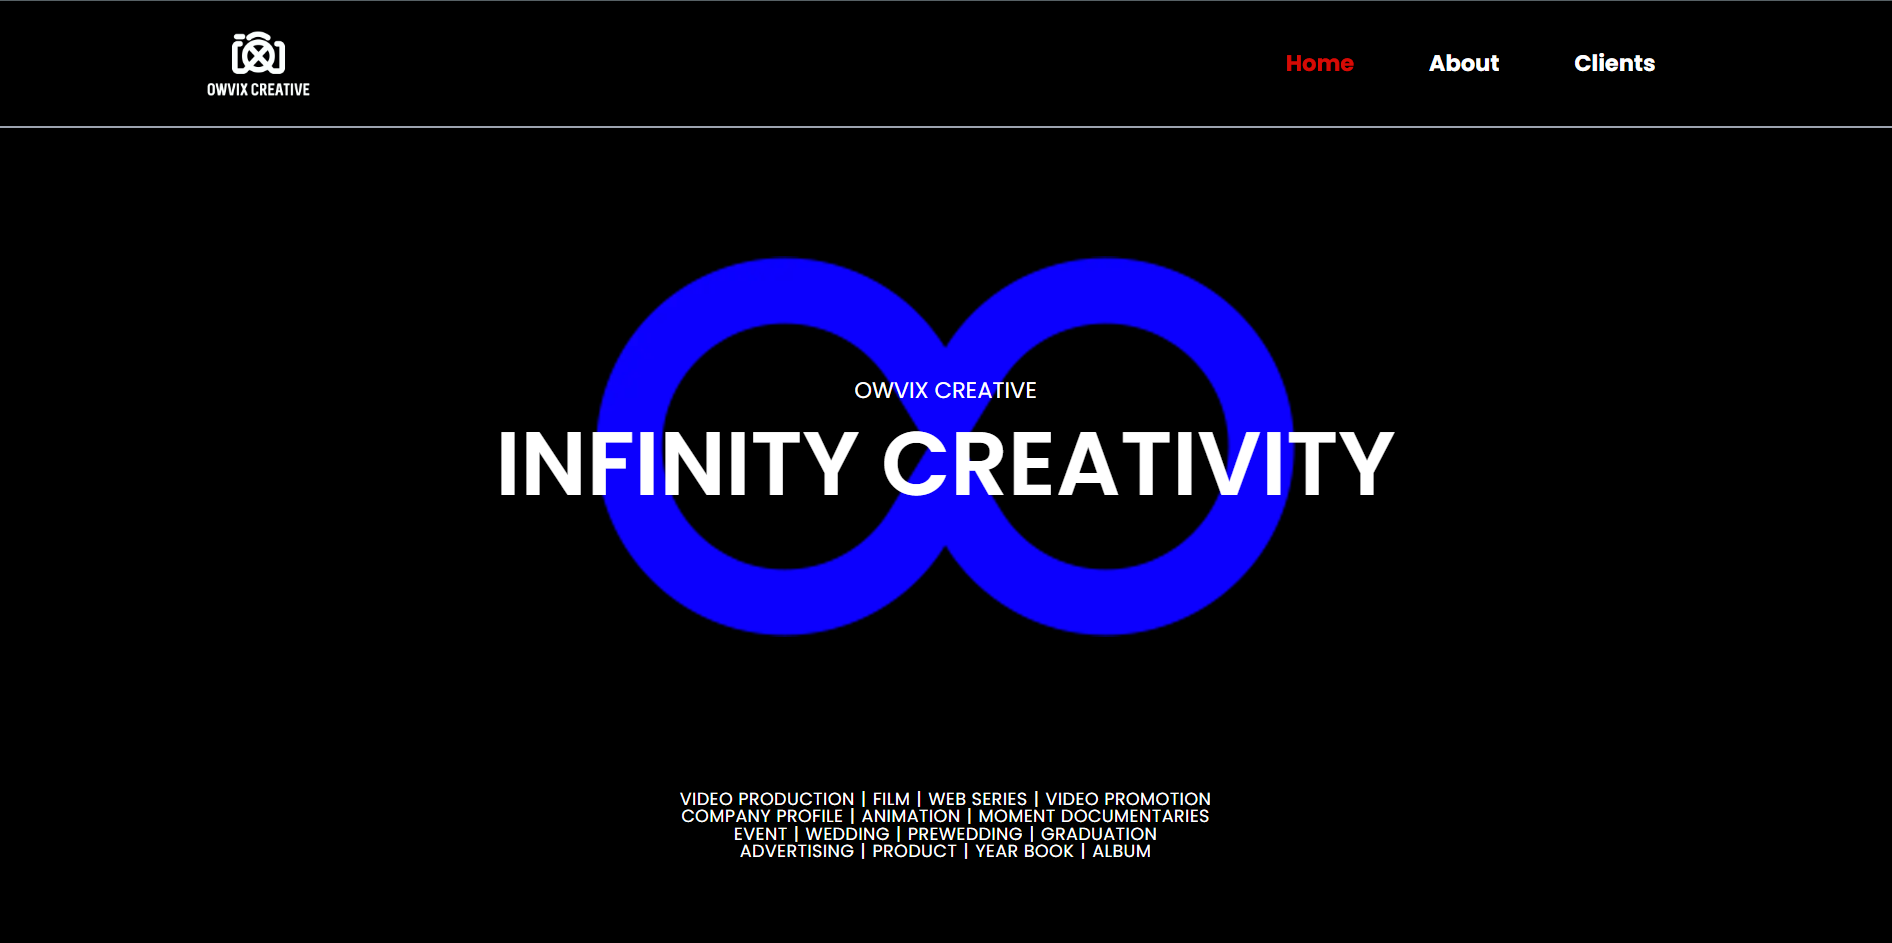 OWVIX CREATIVE
Home About Clients
OWVIX CREATIVE
INFINITY CREATIVITY
VIDEO PRODUCTION | FILM | WEB SERIES | VIDEO PROMOTION
COMPANY PROFILE | ANIMATION | MOMENT DOCUMENTARIES
EVENT | WEDDING | PREWEDDING | GRADUATION
ADVERTISING | PRODUCT | YEAR BOOK | ALBUM